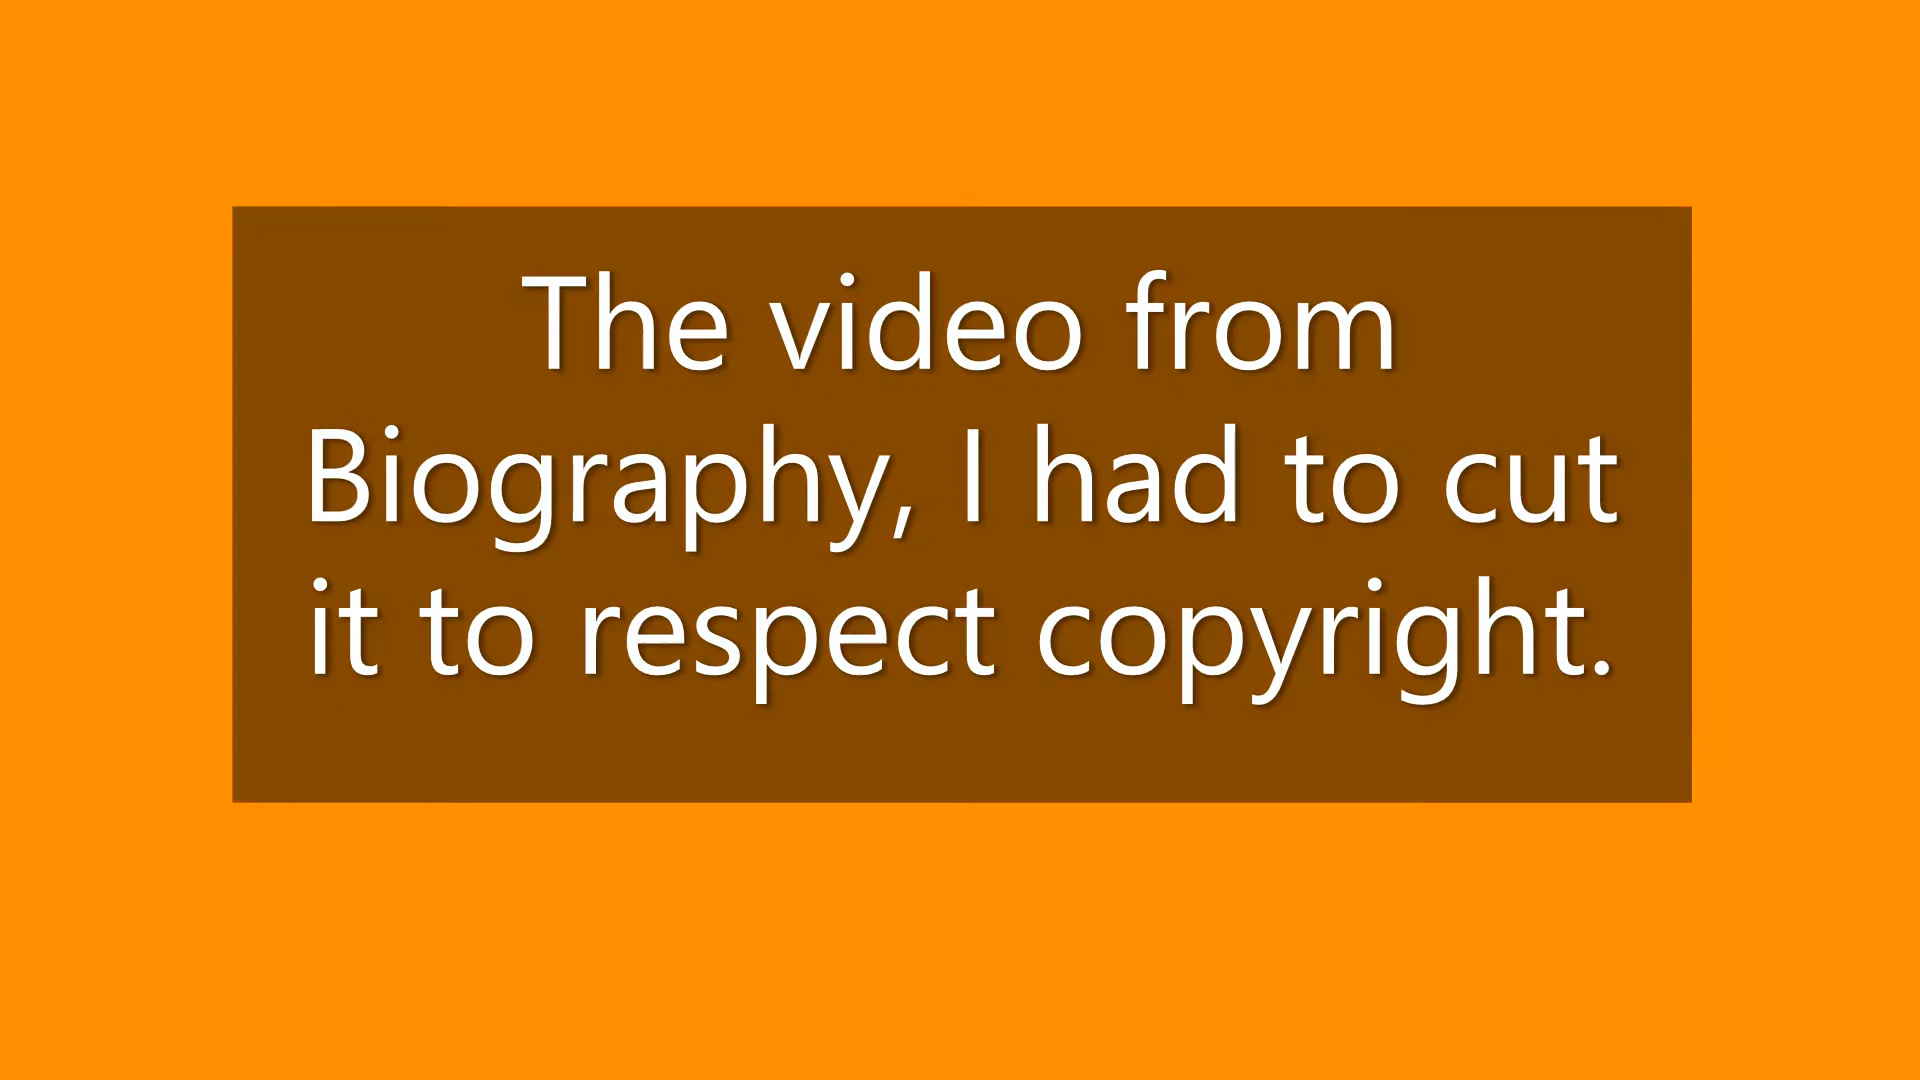 The video from
Biography, I had to cut
it to respect copyright.